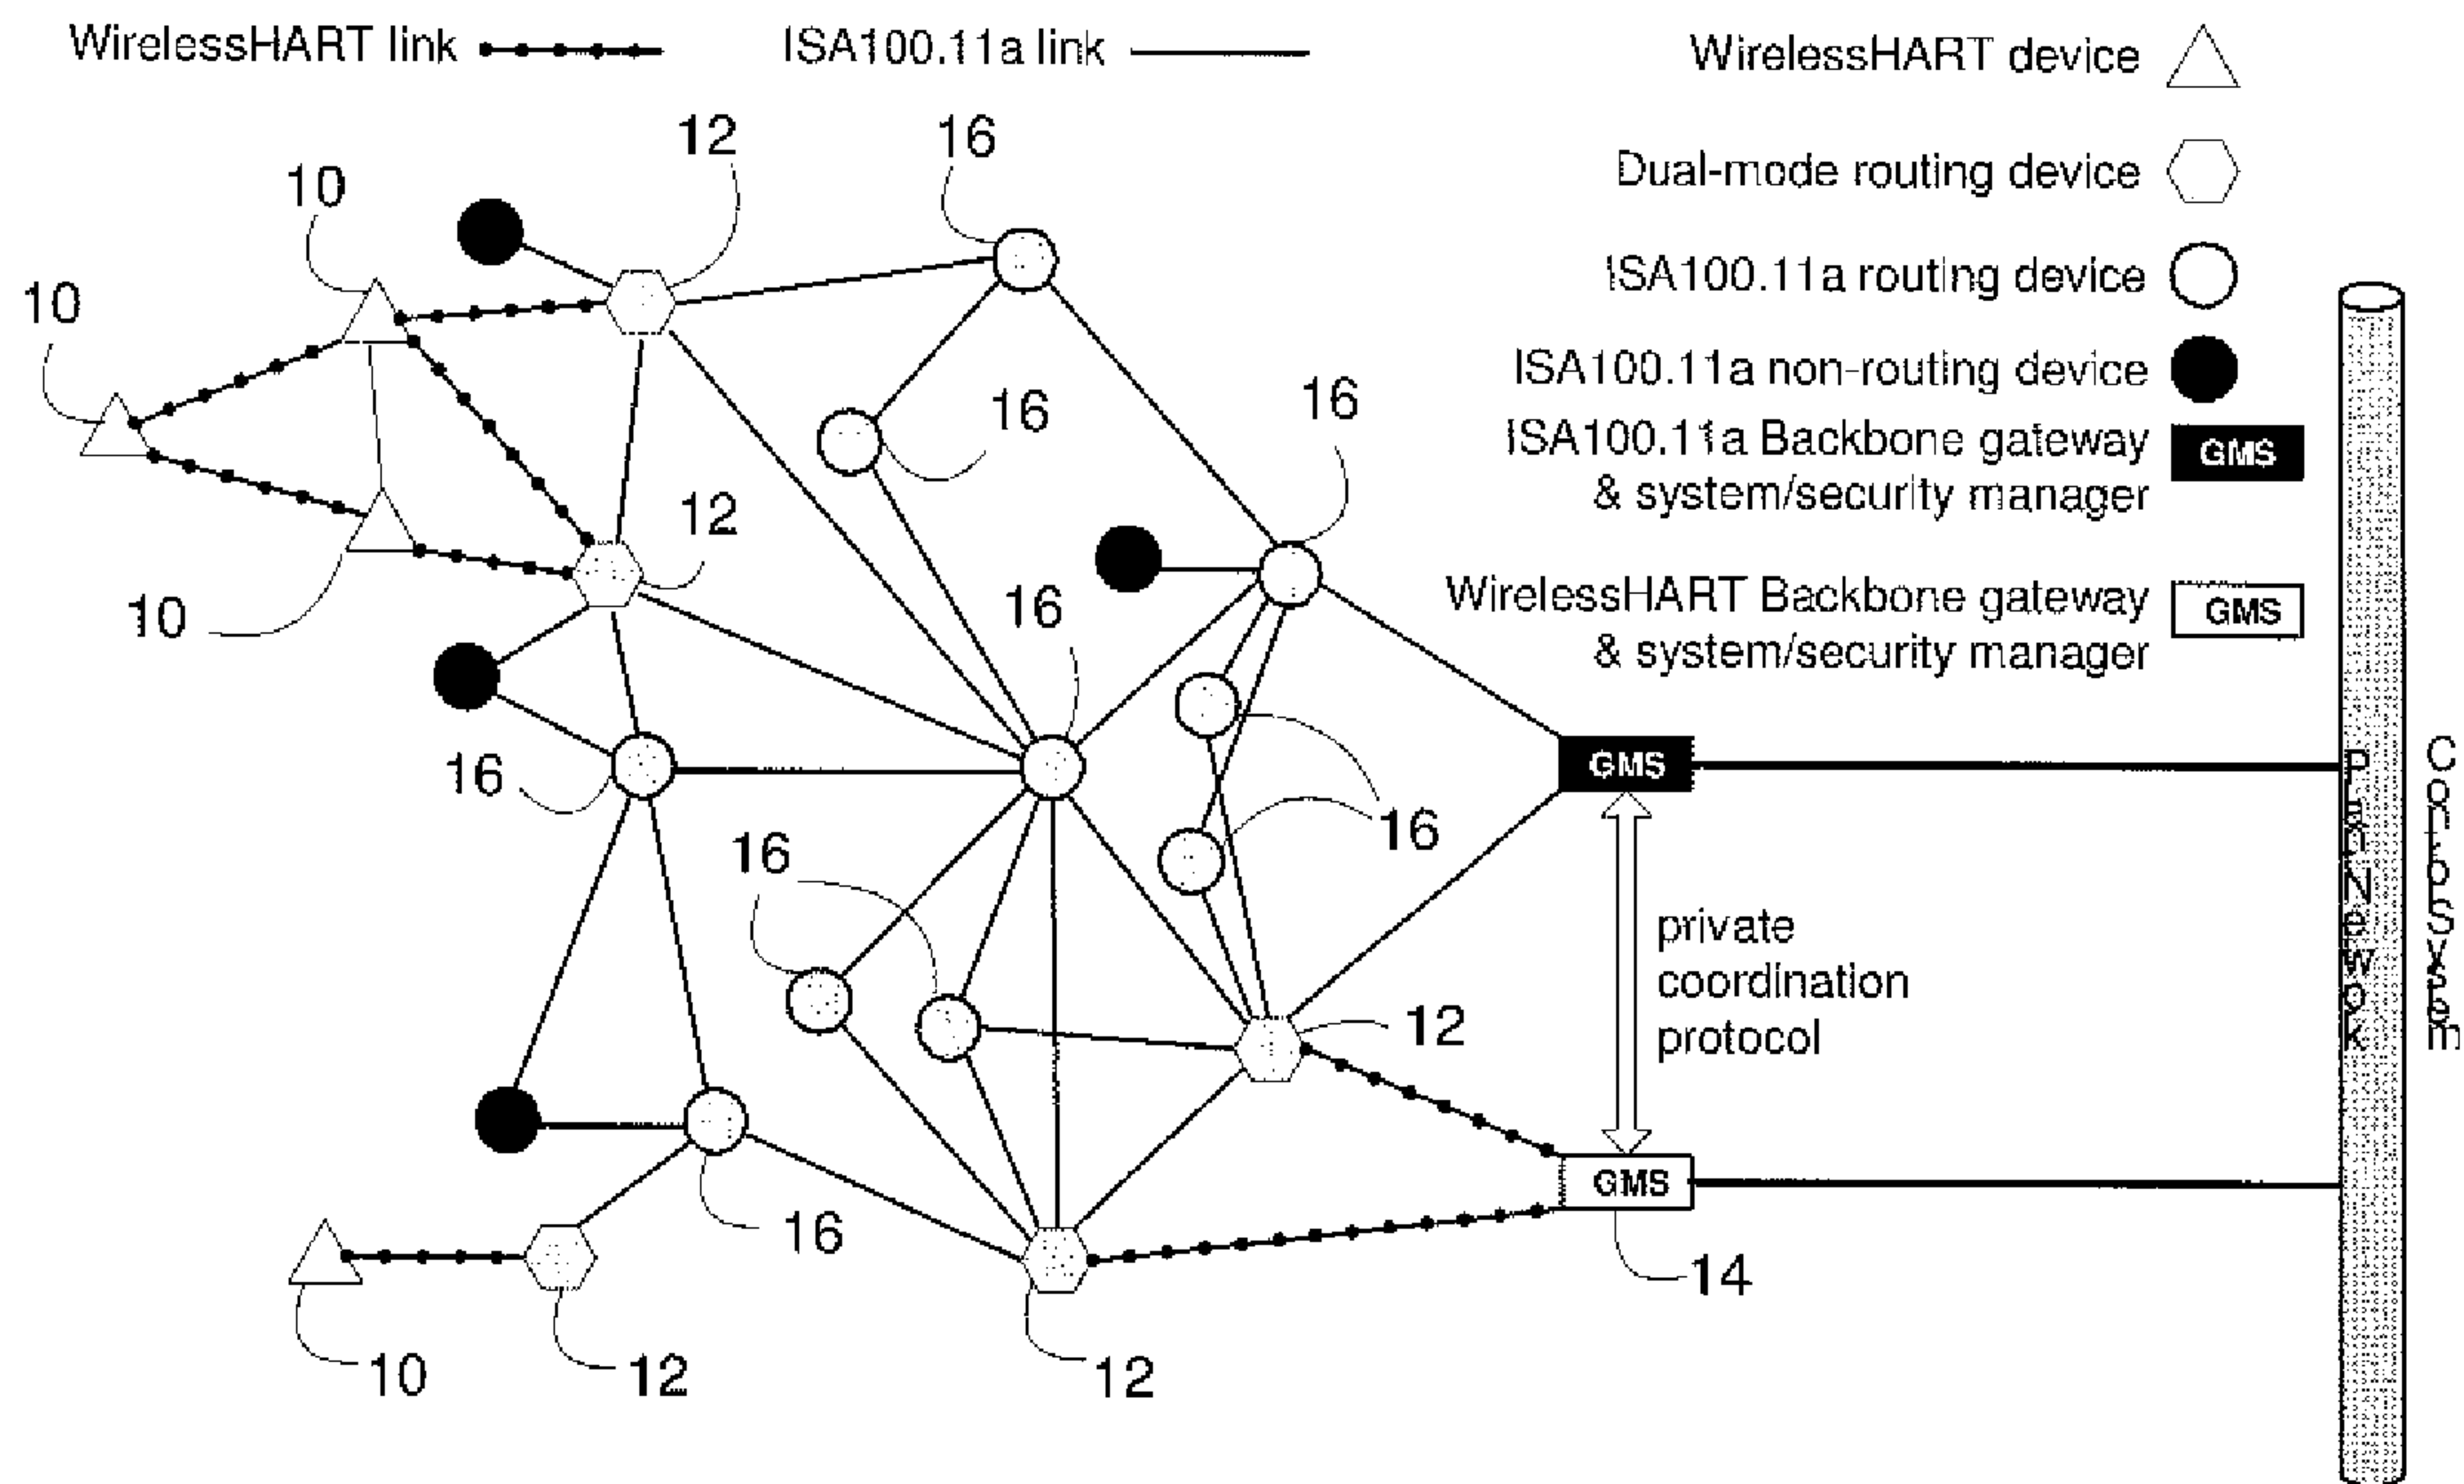 WirelessHART link
ISA100.11a link
WirelessHART device
Dual-mode routing device
ISA100.11a routing device
ISA100.11a non-routing device
ISA100.11a Backbone gateway
& system/security manager
GMS
WirelessHART Backbone gateway
& system/security manager
GMS
12
16
10
10
16
16
12
10
16
16
16
16
GMS
private
coordination
protocol
12
GMS
16
14
10
12
12
Control System